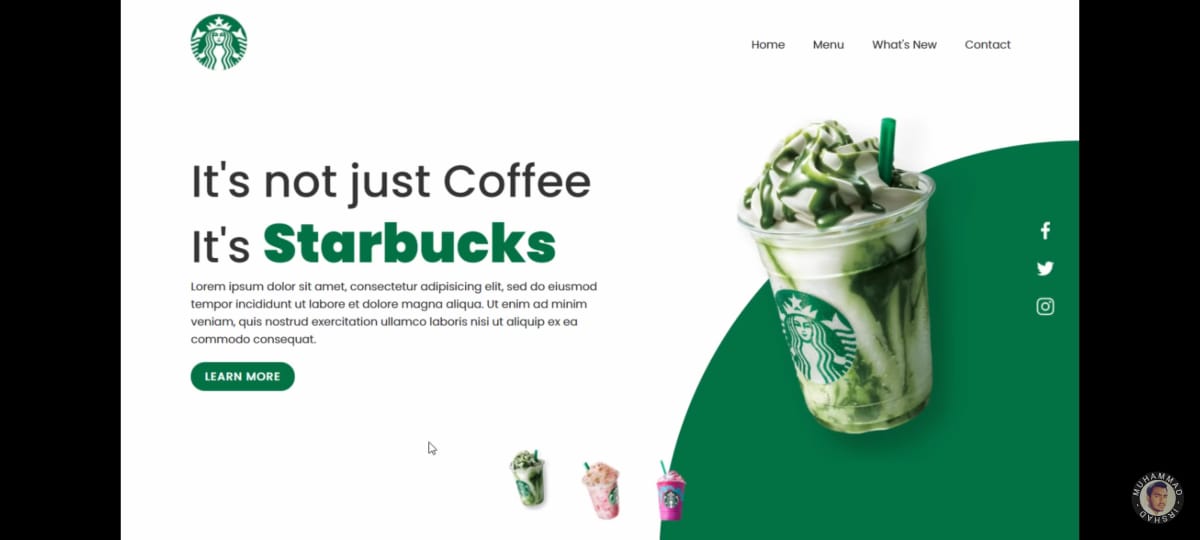 Home Menu What's New Contact
It's not just Coffee
It's Starbucks
Lorem ipsum dolor sit amet, consectetur adipisicing elit, sed do eiusmod
tempor incididunt ut labore et dolore magna aliqua. Ut enim ad minim
veniam, quis nostrud exercitation ullamco laboris nisi ut aliquip ex ea
commodo consequat.
LEARN MORE
MUHAMMAD
IRSHAD